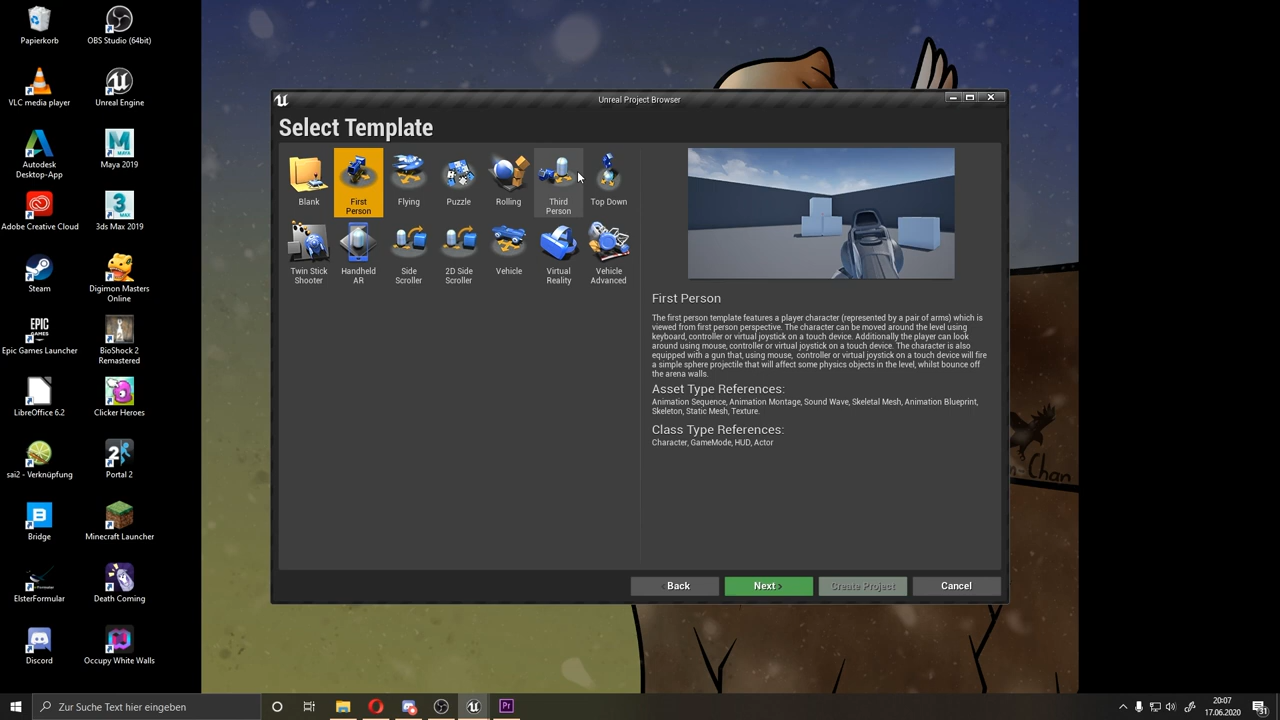 Papierkorb
OBS Studio (64bit)
VLC media player
Unreal Engine
Autodesk
Desktop-App
Maya 2019
Adobe Creative Cloud
3ds Max 2019
Steam
Digimon Masters
Online
Epic Games Launcher
BioShock 2
Remastered
LibreOffice 6.2
Clicker Heroes
sai2 - Verknüpfung
Portal 2
Bridge
Minecraft Launcher
ElsterFormular
Death Coming
Discord
Occupy White Walls
Unreal Project Browser
Select Template
Blank
First
Person
Flying
Puzzle
Rolling
Third
Person
Top Down
Twin Stick
Shooter
Handheld
AR
Side
Scroller
2D Side
Scroller
Vehicle
Virtual
Reality
Vehicle
Advanced
First Person
The first person template features a player character (represented by a pair of arms) which is
viewed from first person perspective. The character can be moved around the level using
keyboard, controller or virtual joystick on a touch device. Additionally the player can look
around using mouse, controller or virtual joystick on a touch device. The character is also
equipped with a gun that, using mouse, controller or virtual joystick on a touch device will fire
a simple sphere projectile that will affect some physics objects in the level, whilst bounce off
the arena walls.
Asset Type References:
Animation Sequence, Animation Montage, Sound Wave, Skeletal Mesh, Animation Blueprint,
Skeleton, Static Mesh, Texture.
Class Type References:
Character, GameMode, HUD, Actor
Back
Next
Create Project
Cancel
-Chan
Zur Suche Text hier eingeben
20:07
17.06.2020
31